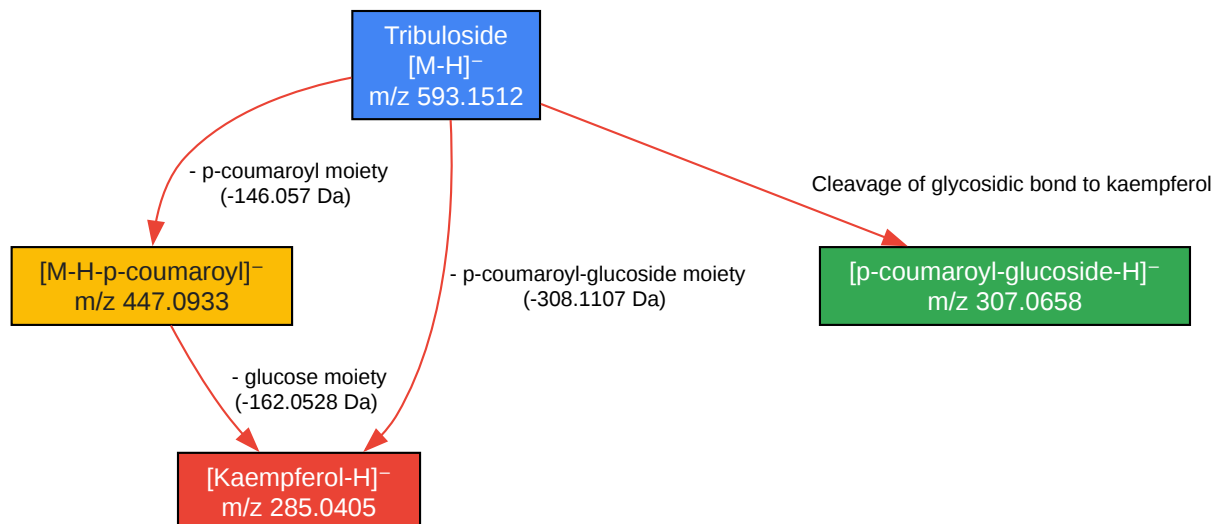 Tribuloside
[M-H]⁻
m/z 593.1512
- p-coumaroyl moiety
(-146.057 Da)
Cleavage of glycosidic bond to kaempferol
[M-H-p-coumaroyl]⁻
m/z 447.0933
- p-coumaroyl-glucoside moiety
(-308.1107 Da)
[p-coumaroyl-glucoside-H]⁻
m/z 307.0658
- glucose moiety
(-162.0528 Da)
[Kaempferol-H]⁻
m/z 285.0405